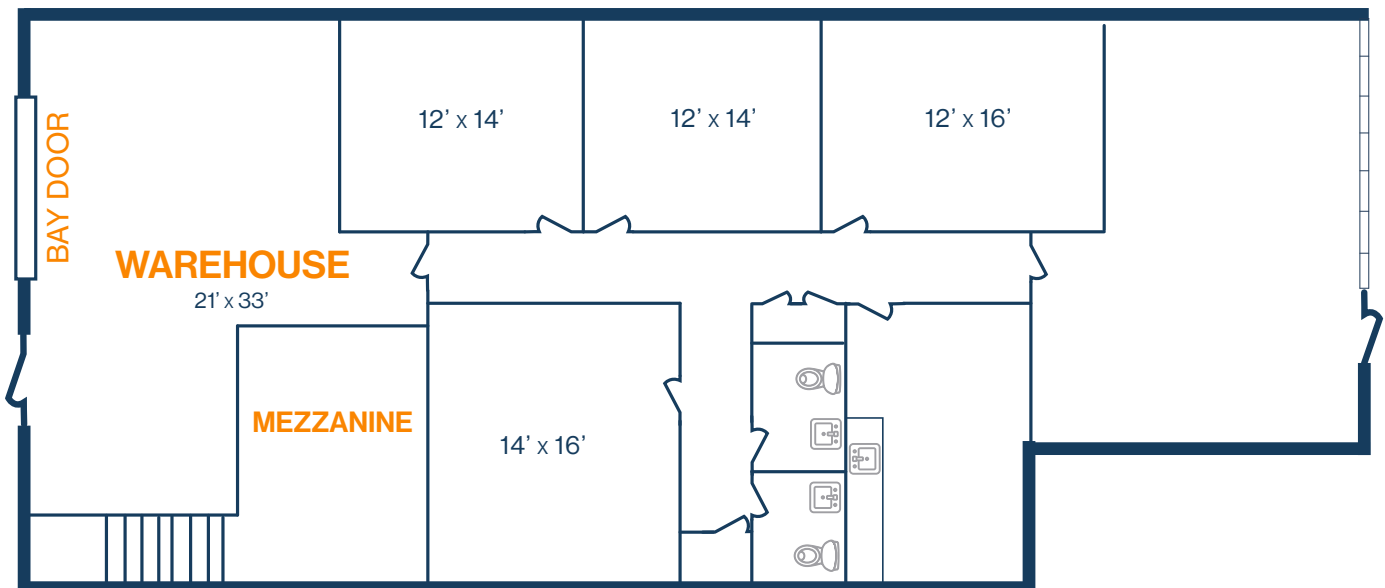 12’ x 14’
12’ x 14’
12’ x 16’
BAY DOOR
WAREHOUSE
21’ x 33’
MEZZANINE
14’ x 16’